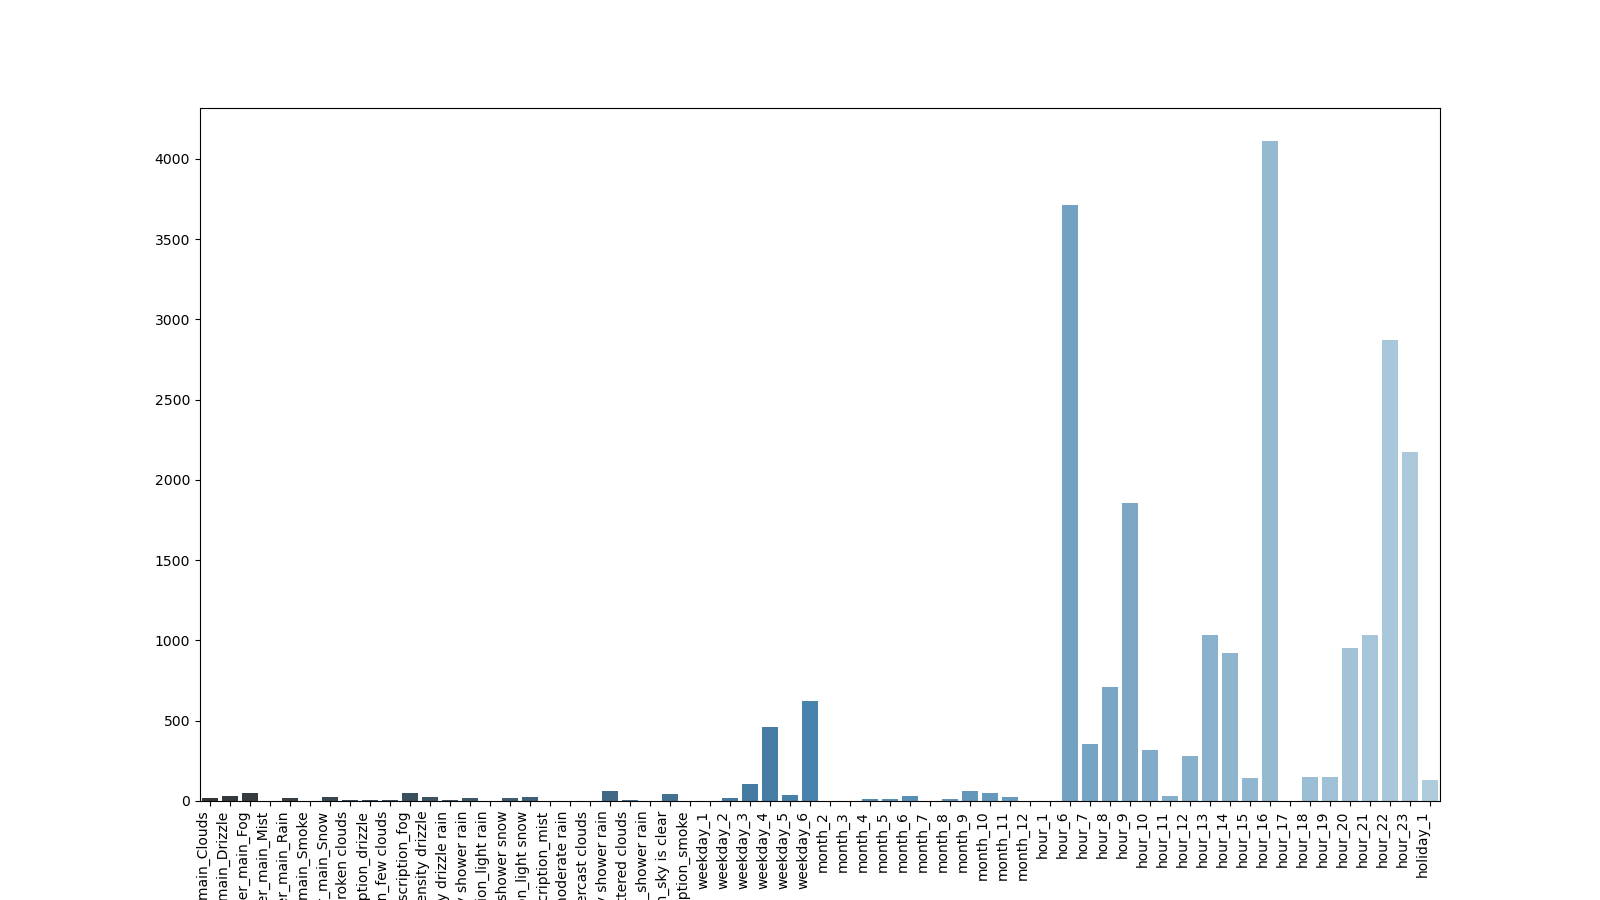 4000
3500
3000
2500
2000
1500
1000
500
0
main_Clouds
main_Drizzle
er_main_Fog
er_main_Mist
er_main_Rain
main_Smoke
r_main_Snow
roken clouds
ption_drizzle
n_few clouds
scription_fog
ensity drizzle
y drizzle rain
y shower rain
ion_light rain
shower snow
on_light snow
cription_mist
noderate rain
ercast clouds
y shower rain
ttered clouds
_shower rain
n_sky is clear
ption_smoke
weekday_1
weekday_2
weekday_3
weekday_4
weekday_5
weekday_6
month_2
month_3
month_4
month_5
month_6
month_7
month_8
month_9
month_10
month_11
month_12
hour_1
hour_6
hour_7
hour_8
hour_9
hour_10
hour_11
hour_12
hour_13
hour_14
hour_15
hour_16
hour_17
hour_18
hour_19
hour_20
hour_21
hour_22
hour_23
holiday_1